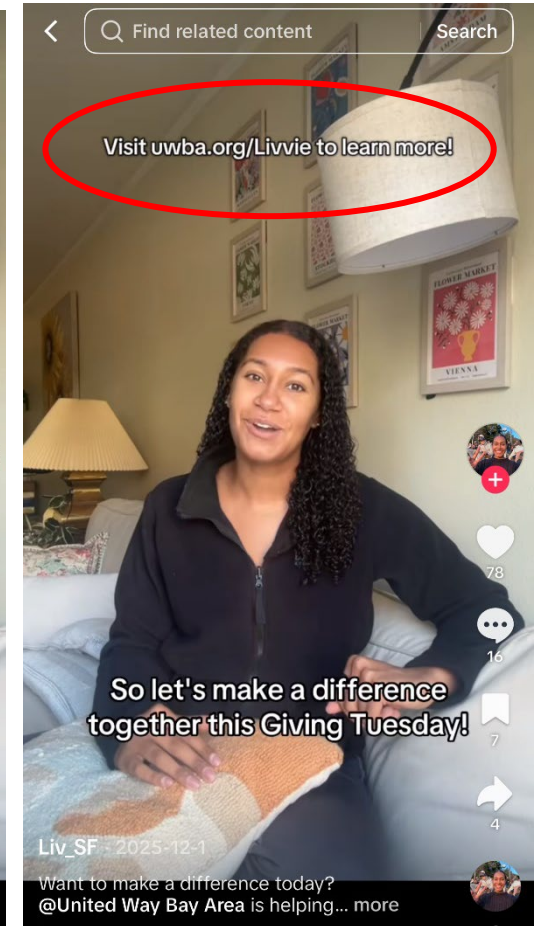 Find related content
Search
Visit uwba.org/Livvie to learn more!
FLOWER MARKET
VIENNA
78
16
So let's make a difference
together this Giving Tuesday!
7
4
Liv_SF - 2025-12-1
Want to make a difference today?
@United Way Bay Area is helping... more